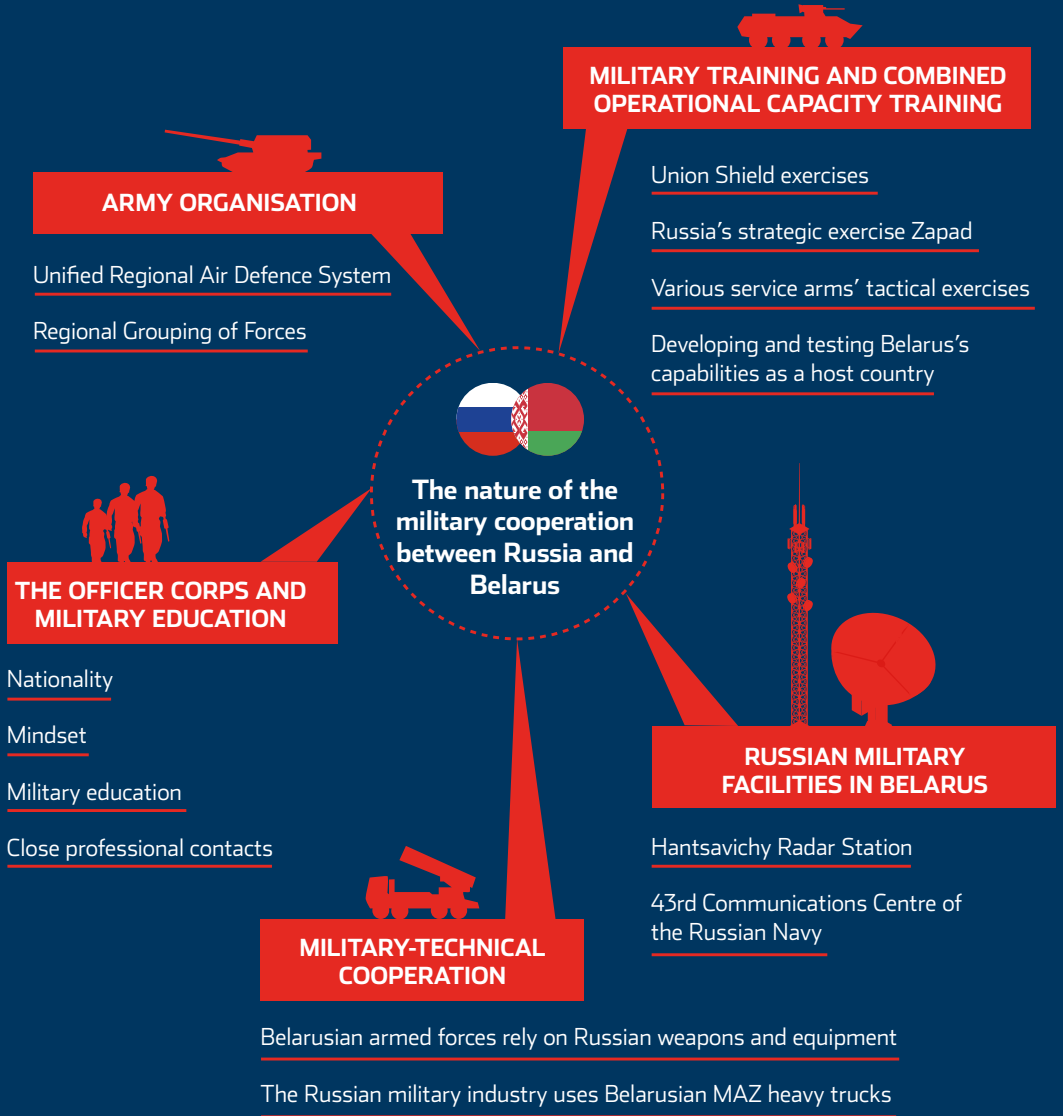 MILITARY TRAINING AND COMBINED
OPERATIONAL CAPACITY TRAINING
Union Shield exercises
Russia's strategic exercise Zapad
Various service arms' tactical exercises
Developing and testing Belarus's
capabilities as a host country
ARMY ORGANISATION
Unified Regional Air Defence System
Regional Grouping of Forces
The nature of the
military cooperation
between Russia and
Belarus
THE OFFICER CORPS AND
MILITARY EDUCATION
Nationality
Mindset
Military education
Close professional contacts
RUSSIAN MILITARY
FACILITIES IN BELARUS
Hantsavichy Radar Station
43rd Communications Centre of
the Russian Navy
MILITARY-TECHNICAL
COOPERATION
Belarusian armed forces rely on Russian weapons and equipment
The Russian military industry uses Belarusian MAZ heavy trucks